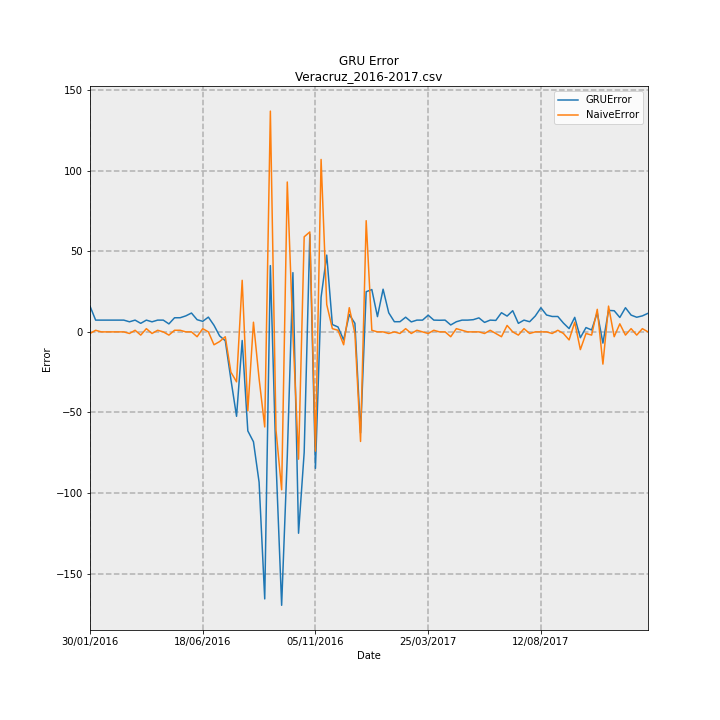 GRU Error
Veracruz_2016-2017.csv
GRUError
NaiveError
150
100
50
0
−50
−100
−150
Error
30/01/2016
18/06/2016
05/11/2016
25/03/2017
12/08/2017
Date